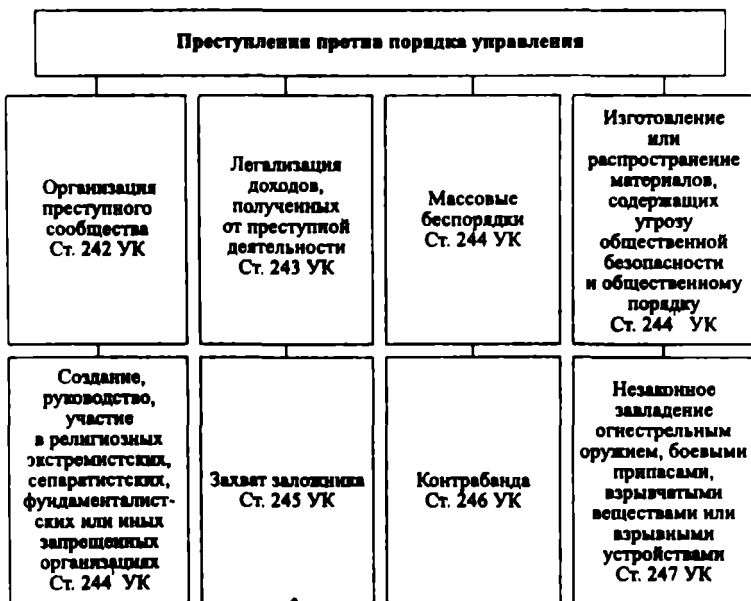 Преступления против порядка управления
Организация
преступного
сообщества
Ст. 242 УК
Легализация
доходов,
полученных
от преступной
деятельности
Ст. 243 УК
Массовые
беспорядки
Ст. 244 УК
Изготовление
или
распространение
материалов,
содержащих
угрозу
общественной
безопасности
и общественному
порядку
Ст. 244 УК
Создание,
руководство,
участие
в религиозных
экстремистских,
сепаратистских,
фундаменталист-
ских или иных
запрещенных
организациях
Ст. 244 УК
Захват заложника
Ст. 245 УК
Контрабанда
Ст. 246 УК
Незаконное
завладение
огнестрельным
оружием, боевыми
припасами,
взрывчатыми
веществами или
взрывными
устройствами
Ст. 247 УК